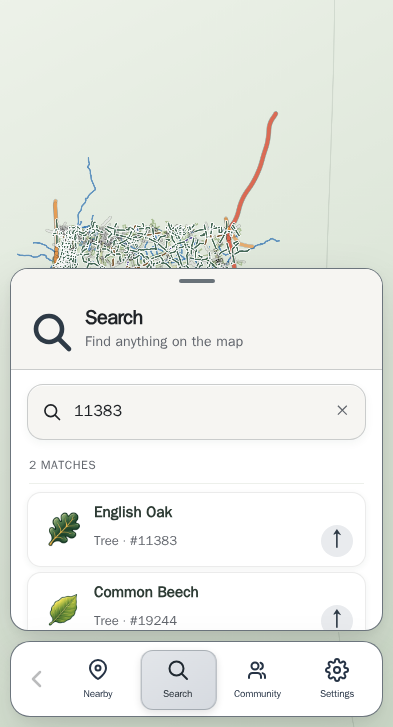 Search
Find anything on the map
11383
2 MATCHES
English Oak
Tree · #11383
Common Beech
Tree · #19244
Nearby
Search
Community
Settings